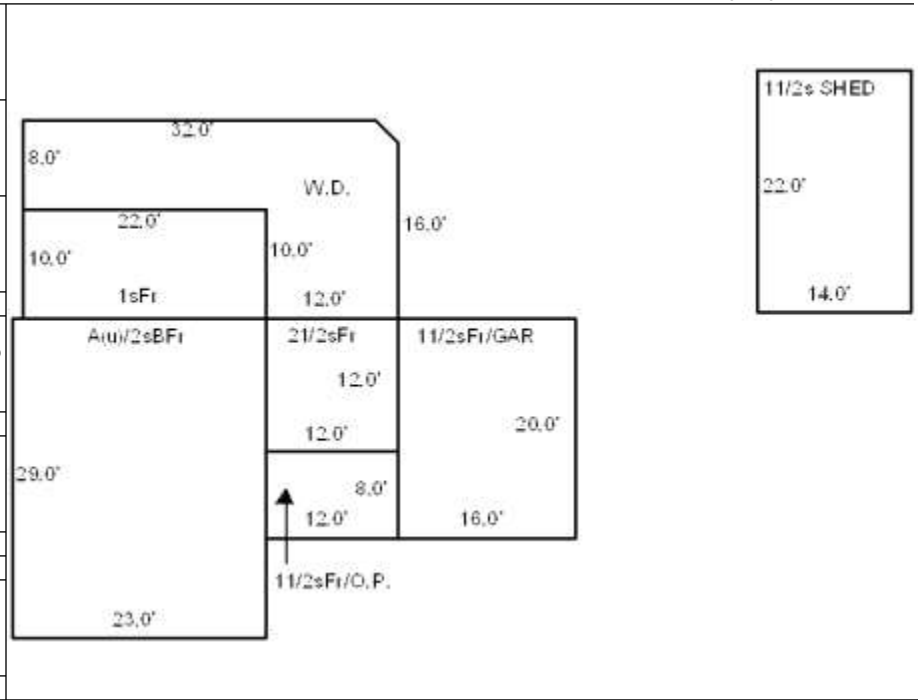 11/2s SHED
22.0'
14.0'
32.0'
8.0'
W.D.
16.0'
22.0'
10.0'
10.0'
1sFr
12.0'
A(u)/2sBFr
21/2sFr
11/2sFr/GAR
12.0'
20.0'
12.0'
29.0'
8.0'
12.0'
16.0'
11/2sFr/O.P.
23.0'